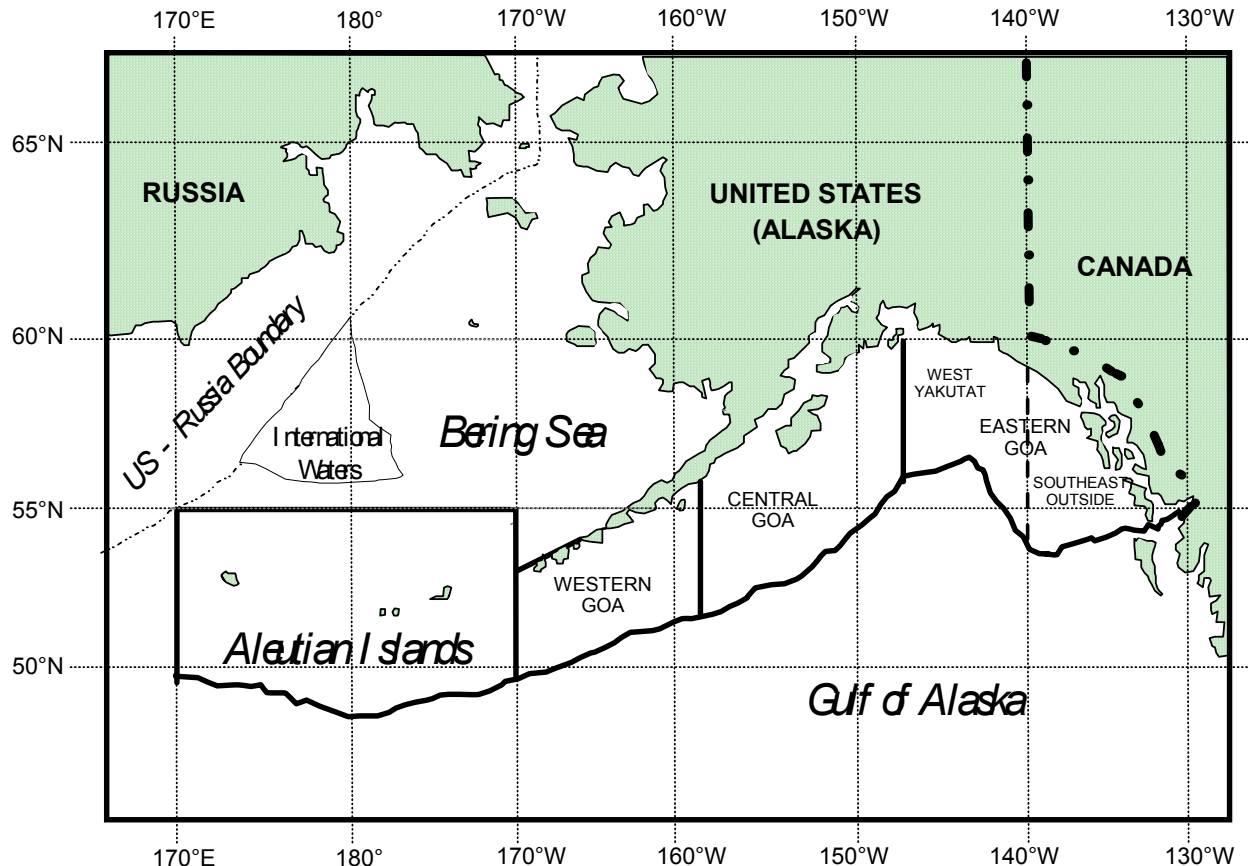 170°E 180° 170°W 160°W 150°W 140°W 130°W
65°N
RUSSIA
UNITED STATES
(ALASKA)
CANADA
60°N
US - Russia Boundary
WEST
YAKUTAT
International
Waters
Bering Sea
EASTERN
GOA
SOUTHEAST
OUTSIDE
55°N
CENTRAL
GOA
WESTERN
GOA
Aleutian Islands
50°N
Gulf of Alaska
170°E 180° 170°W 160°W 150°W 140°W 130°W